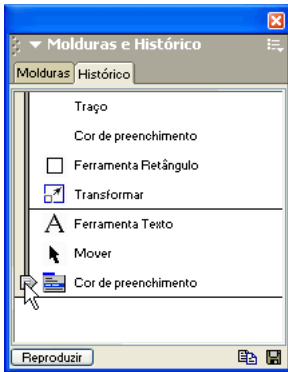 Molduras e Histórico
Molduras Histórico
Traço
Cor de preenchimento
Ferramenta Retângulo
Transformar
A Ferramenta Texto
Mover
Cor de preenchimento
Reproduzir